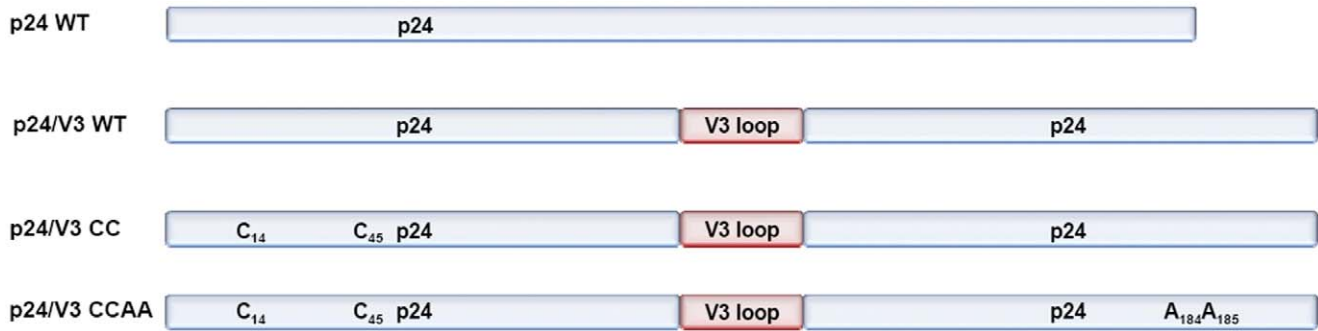 p24 WT p24
p24/V3 WT p24 V3 loop p24
p24/V3 CC C₁₄ C₄₅ p24 V3 loop p24
p24/V3 CCAA C₁₄ C₄₅ p24 V3 loop p24 A₁₈₄A₁₈₅